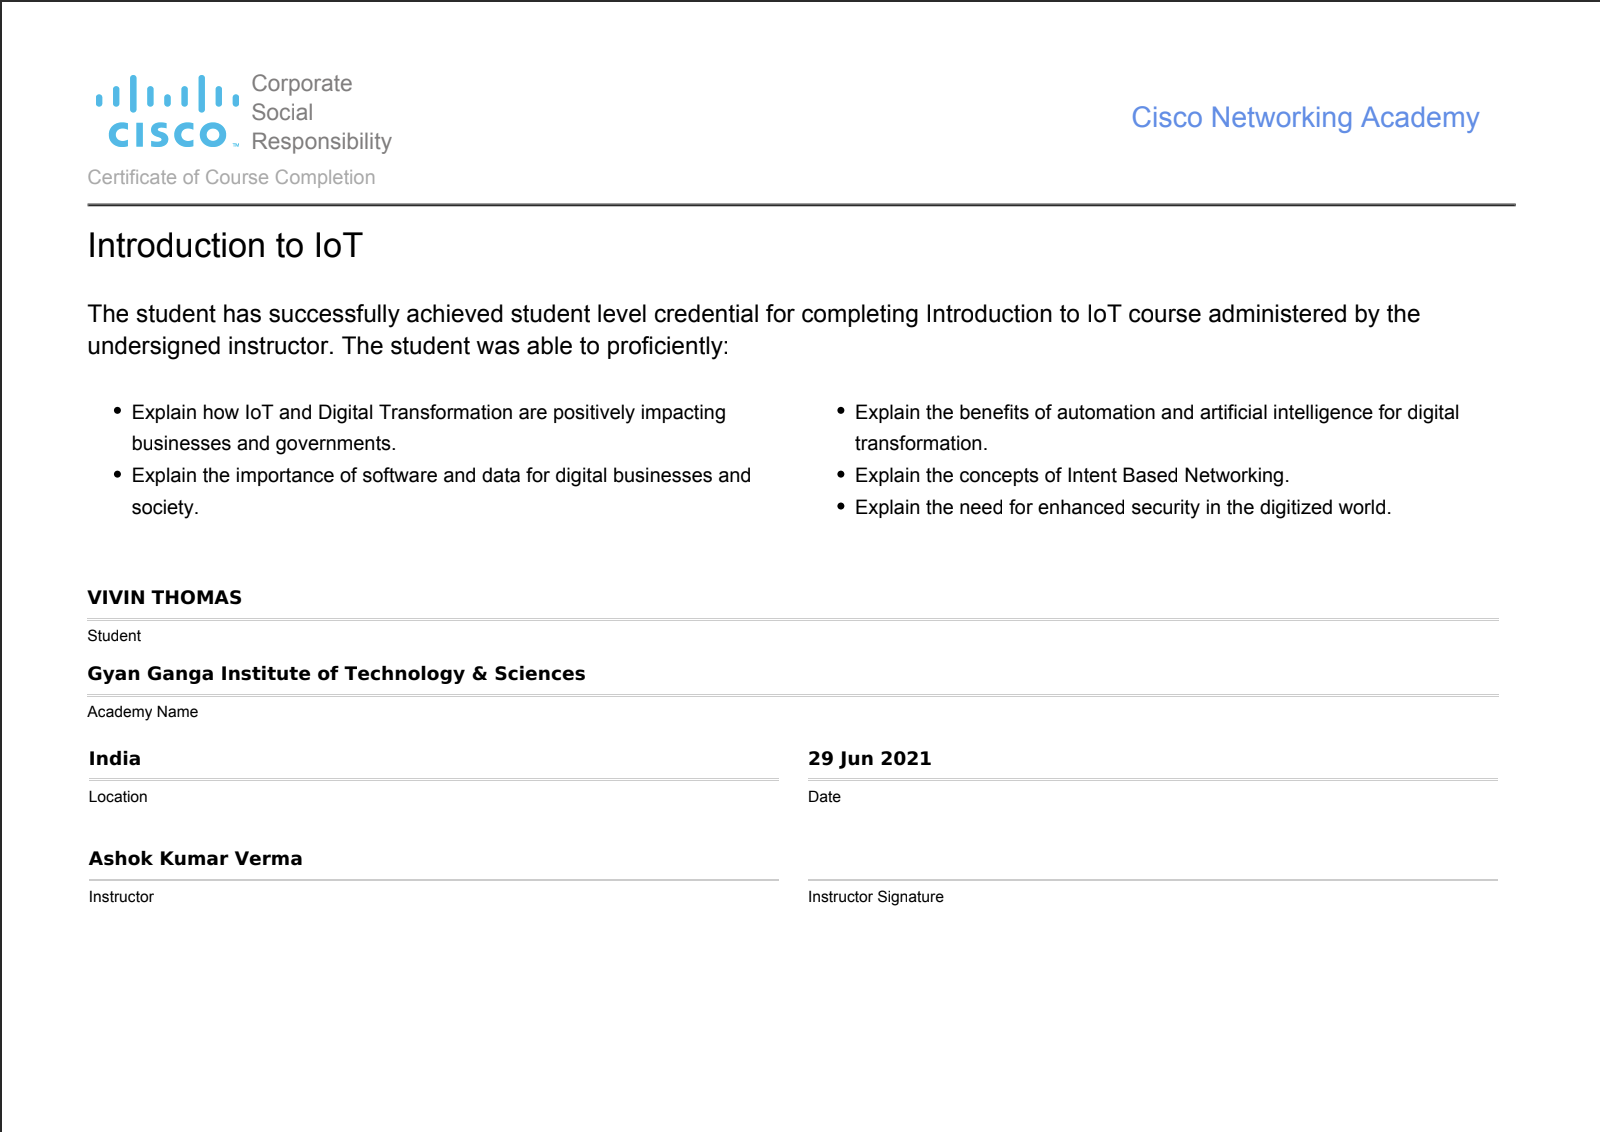 Corporate
Social
Responsibility
CISCO™
Cisco Networking Academy
Certificate of Course Completion
Introduction to IoT
The student has successfully achieved student level credential for completing Introduction to IoT course administered by the
undersigned instructor. The student was able to proficiently:
• Explain how IoT and Digital Transformation are positively impacting
businesses and governments.
• Explain the importance of software and data for digital businesses and
society.
• Explain the benefits of automation and artificial intelligence for digital
transformation.
• Explain the concepts of Intent Based Networking.
• Explain the need for enhanced security in the digitized world.
VIVIN THOMAS
Student
Gyan Ganga Institute of Technology & Sciences
Academy Name
India
Location
29 Jun 2021
Date
Ashok Kumar Verma
Instructor
Instructor Signature